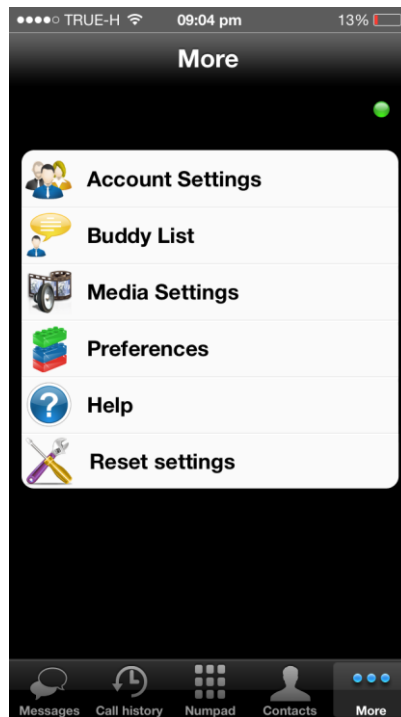 TRUE-H 09:04 pm 13%
More
Account Settings
Buddy List
Media Settings
Preferences
? Help
Reset settings
Messages Call history Numpad Contacts More